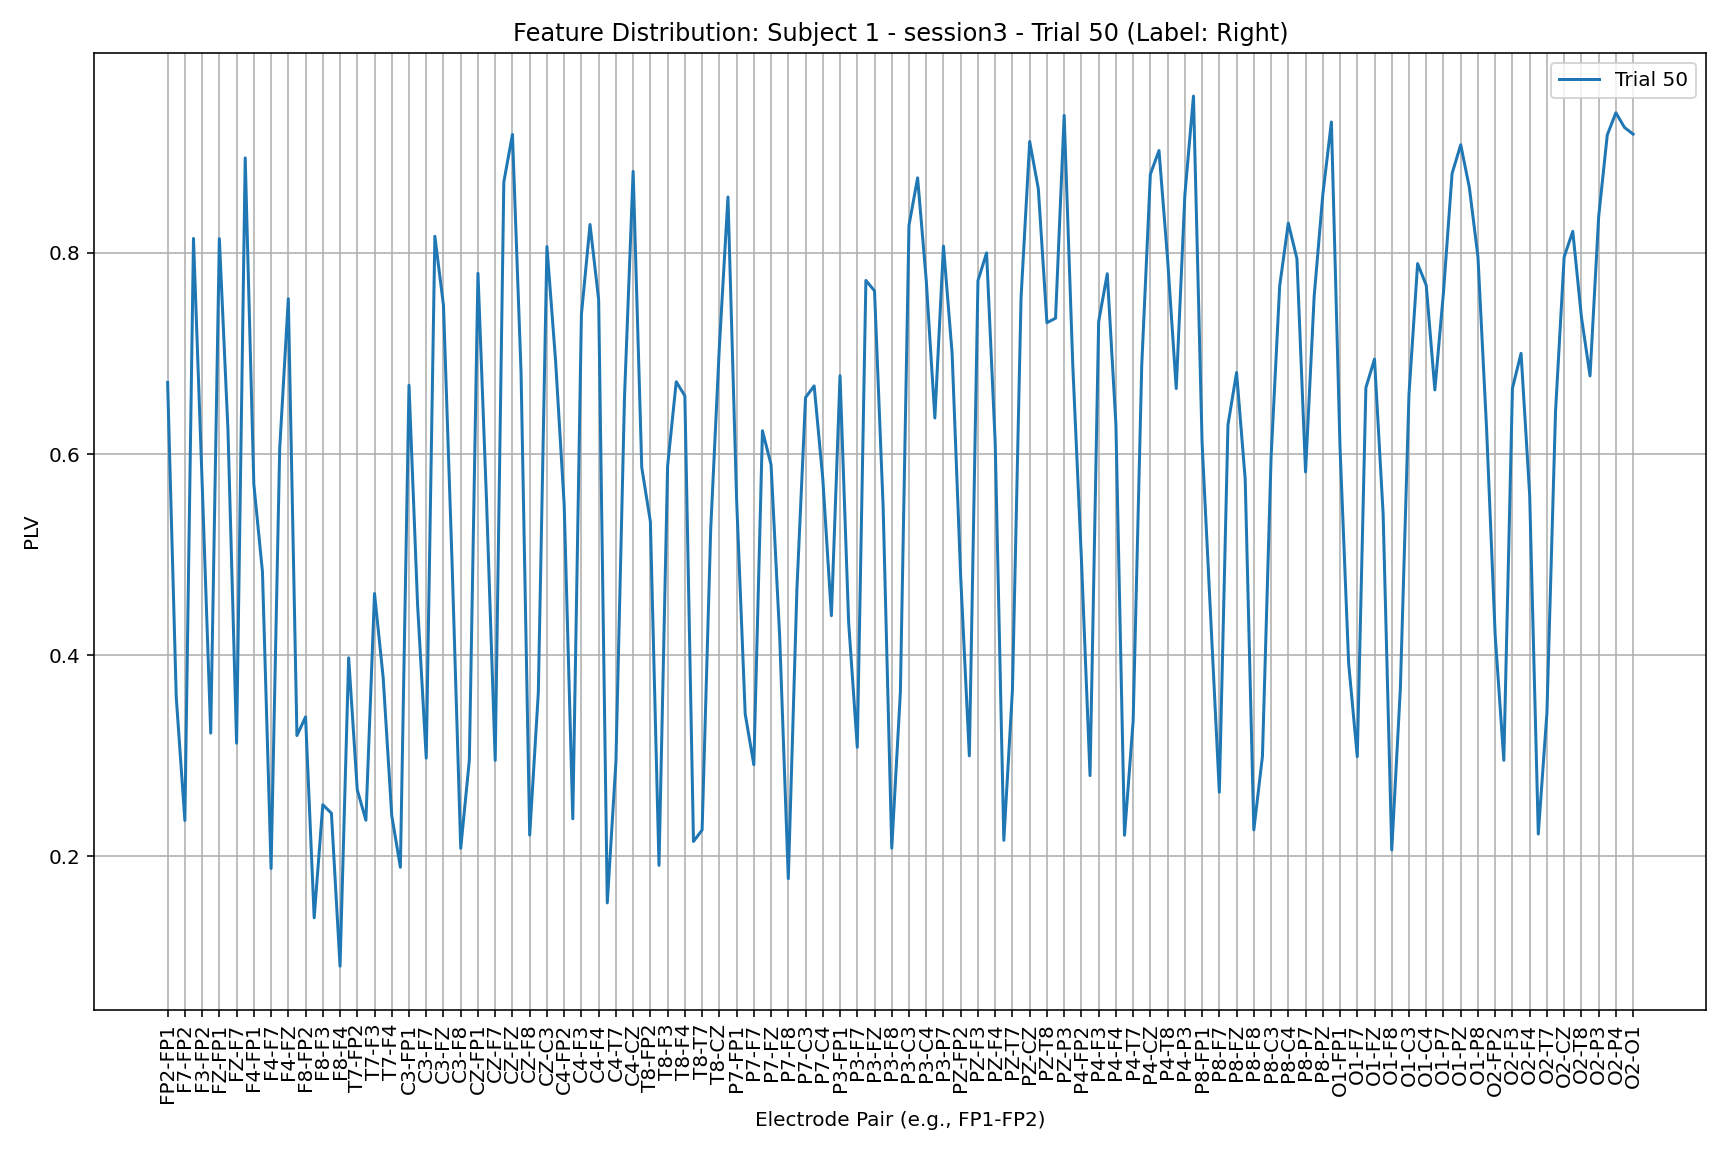 Feature Distribution: Subject 1 - session3 - Trial 50 (Label: Right)
Trial 50
PLV
0.8
0.6
0.4
0.2
FP2-FP1
F7-FP2
F3-FP2
FZ-FP1
FZ-F7
F4-FP1
F4-F7
F4-FZ
F8-FP2
F8-F3
F8-F4
T7-FP2
T7-F3
T7-F4
C3-FP1
C3-F7
C3-FZ
C3-F8
CZ-FP1
CZ-F7
CZ-FZ
CZ-F8
CZ-C3
C4-FP2
C4-F3
C4-F4
C4-T7
C4-CZ
T8-FP2
T8-F3
T8-F4
T8-T7
T8-CZ
P7-FP1
P7-F7
P7-FZ
P7-F8
P7-C3
P7-C4
P3-FP1
P3-F7
P3-FZ
P3-F8
P3-C3
P3-C4
P3-P7
PZ-FP2
PZ-F3
PZ-F4
PZ-T7
PZ-CZ
PZ-T8
PZ-P3
P4-FP2
P4-F3
P4-F4
P4-T7
P4-CZ
P4-T8
P4-P3
P8-FP1
P8-F7
P8-FZ
P8-F8
P8-C3
P8-C4
P8-P7
P8-PZ
O1-FP1
O1-F7
O1-FZ
O1-F8
O1-C3
O1-C4
O1-P7
O1-PZ
O1-P8
O2-FP2
O2-F3
O2-F4
O2-T7
O2-CZ
O2-T8
O2-P3
O2-P4
O2-O1
Electrode Pair (e.g., FP1-FP2)